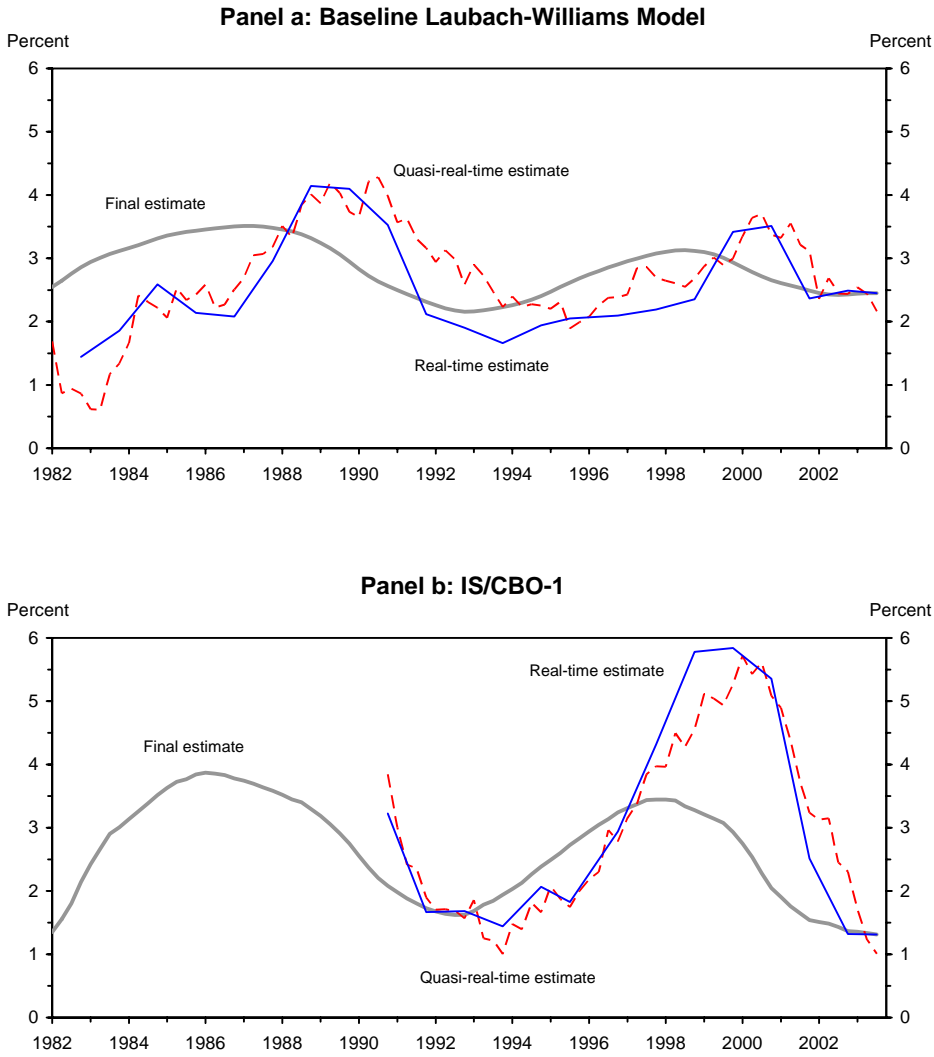 Panel a: Baseline Laubach-Williams Model
Percent Percent
6 6
5 5
Quasi-real-time estimate
4 4
Final estimate
3 3
2 2
Real-time estimate
1 1
0 0
1982 1984 1986 1988 1990 1992 1994 1996 1998 2000 2002
Panel b: IS/CBO-1
Percent Percent
6 6
Real-time estimate
5 5
Final estimate
4 4
3 3
2 2
1 1
Quasi-real-time estimate
0 0
1982 1984 1986 1988 1990 1992 1994 1996 1998 2000 2002